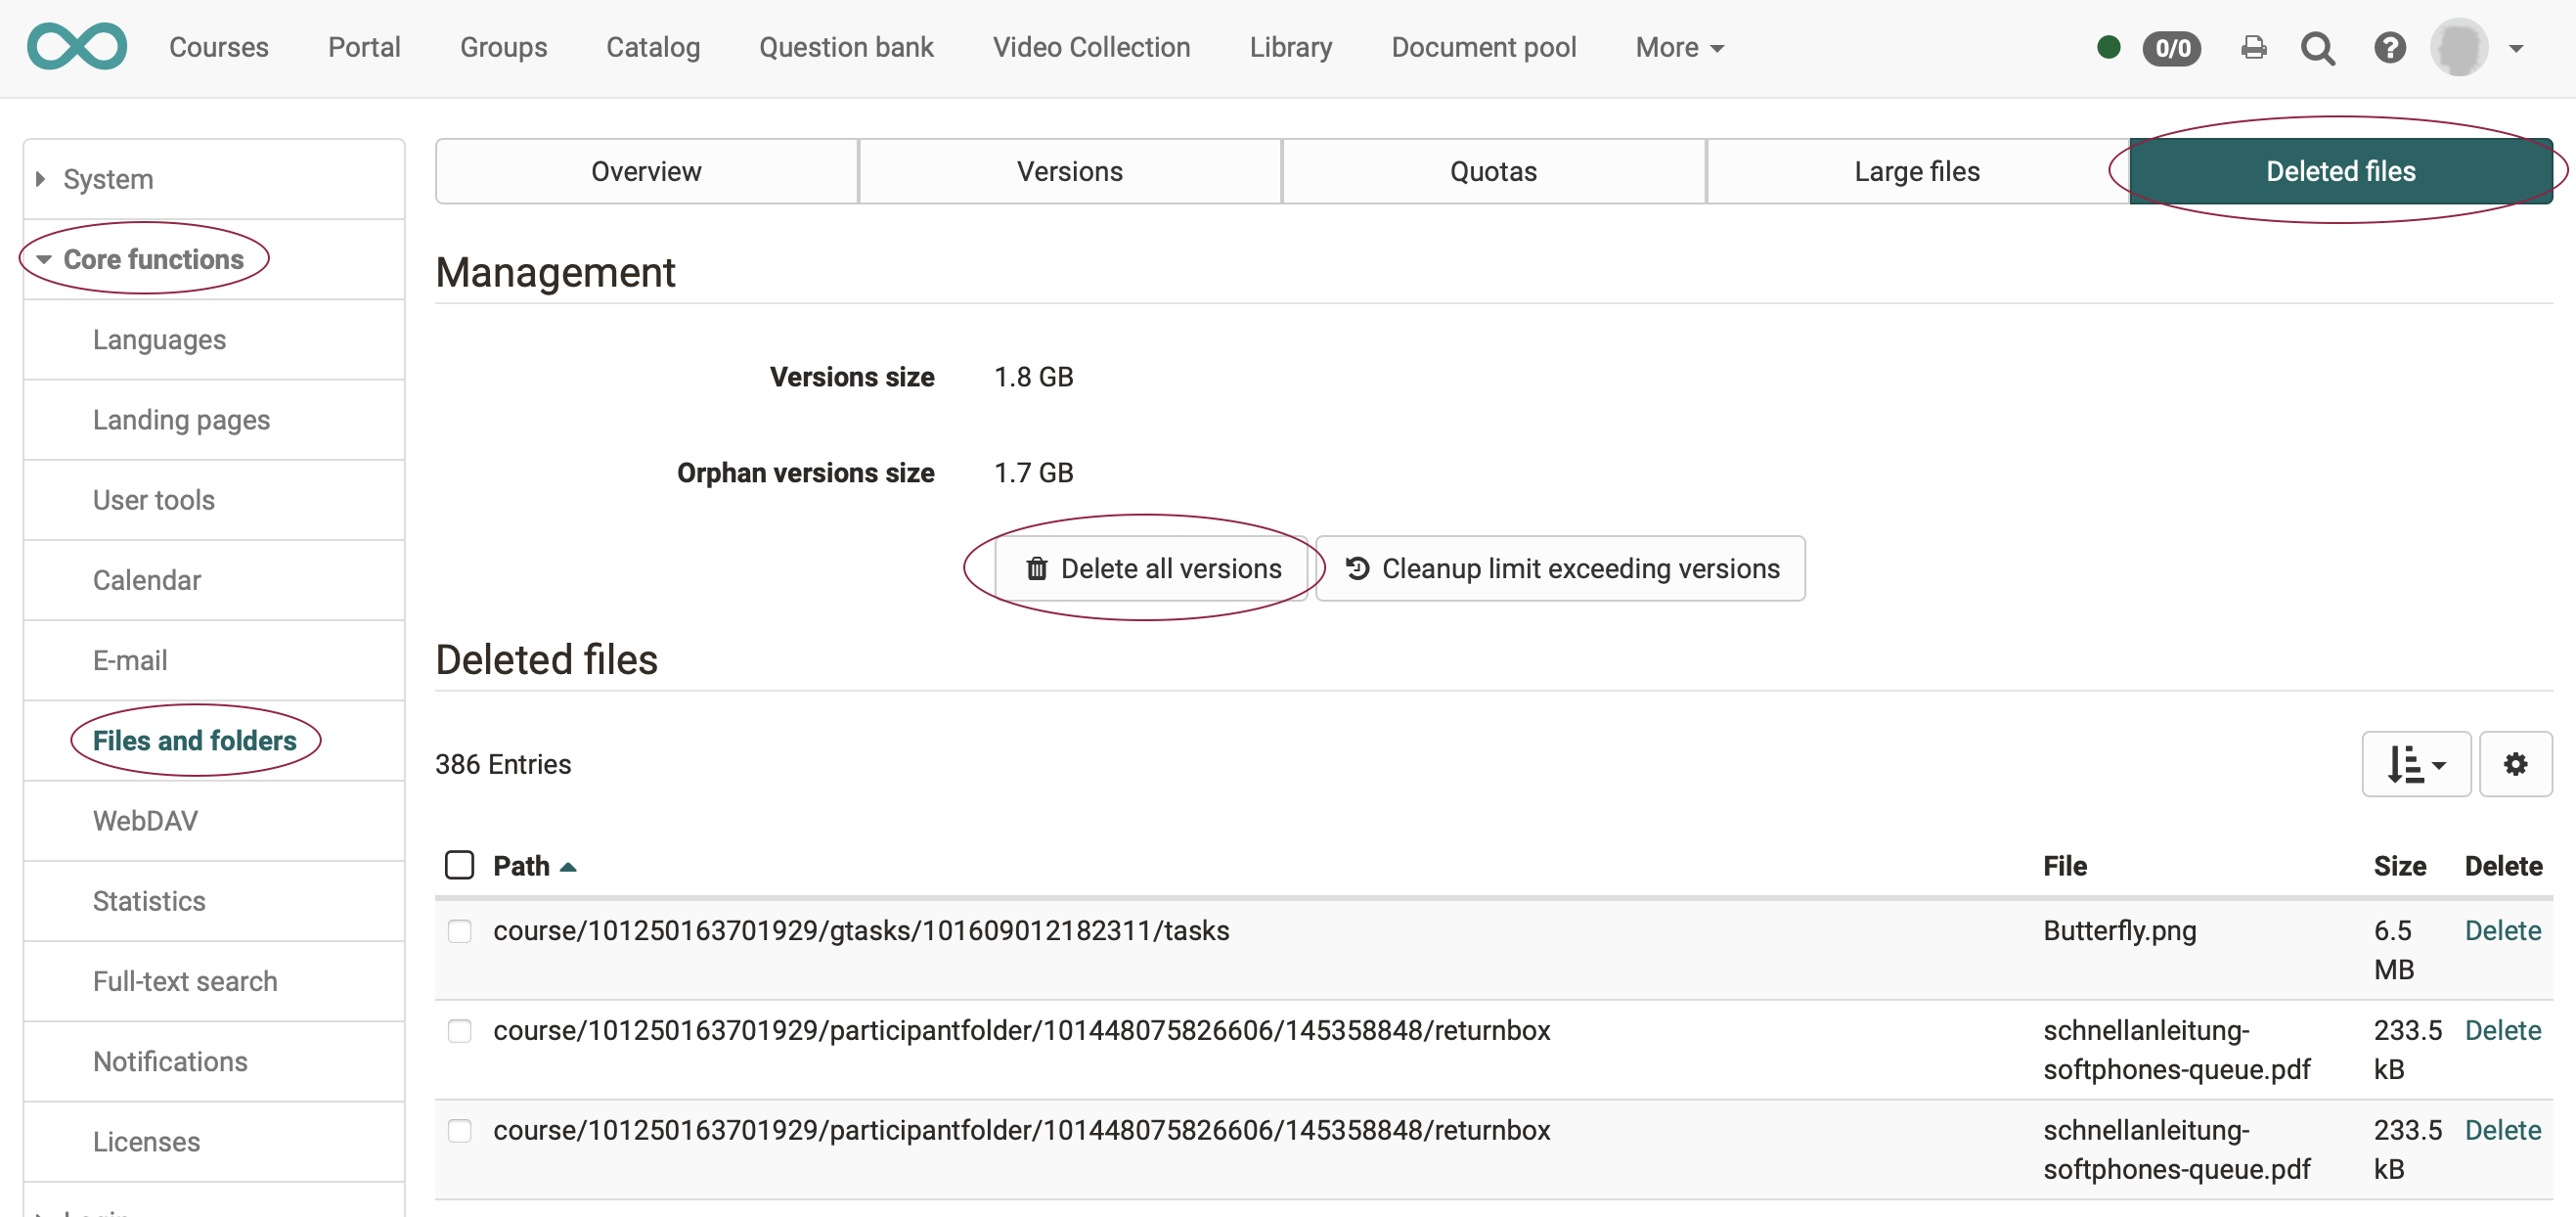 Courses Portal Groups Catalog Question bank Video Collection Library Document pool More 0/0
System
Core functions
Languages
Landing pages
User tools
Calendar
E-mail
Files and folders
WebDAV
Statistics
Full-text search
Notifications
Licenses
Overview Versions Quotas Large files Deleted files
Management
Versions size 1.8 GB
Orphan versions size 1.7 GB
Delete all versions Cleanup limit exceeding versions
Deleted files
386 Entries
Path File Size Delete
course/101250163701929/gtasks/101609012182311/tasks Butterfly.png 6.5 Delete
MB
course/101250163701929/participantfolder/101448075826606/145358848/returnbox schnellanleitung- 233.5 Delete
softphones-queue.pdf kB
course/101250163701929/participantfolder/101448075826606/145358848/returnbox schnellanleitung- 233.5 Delete
softphones-queue.pdf kB